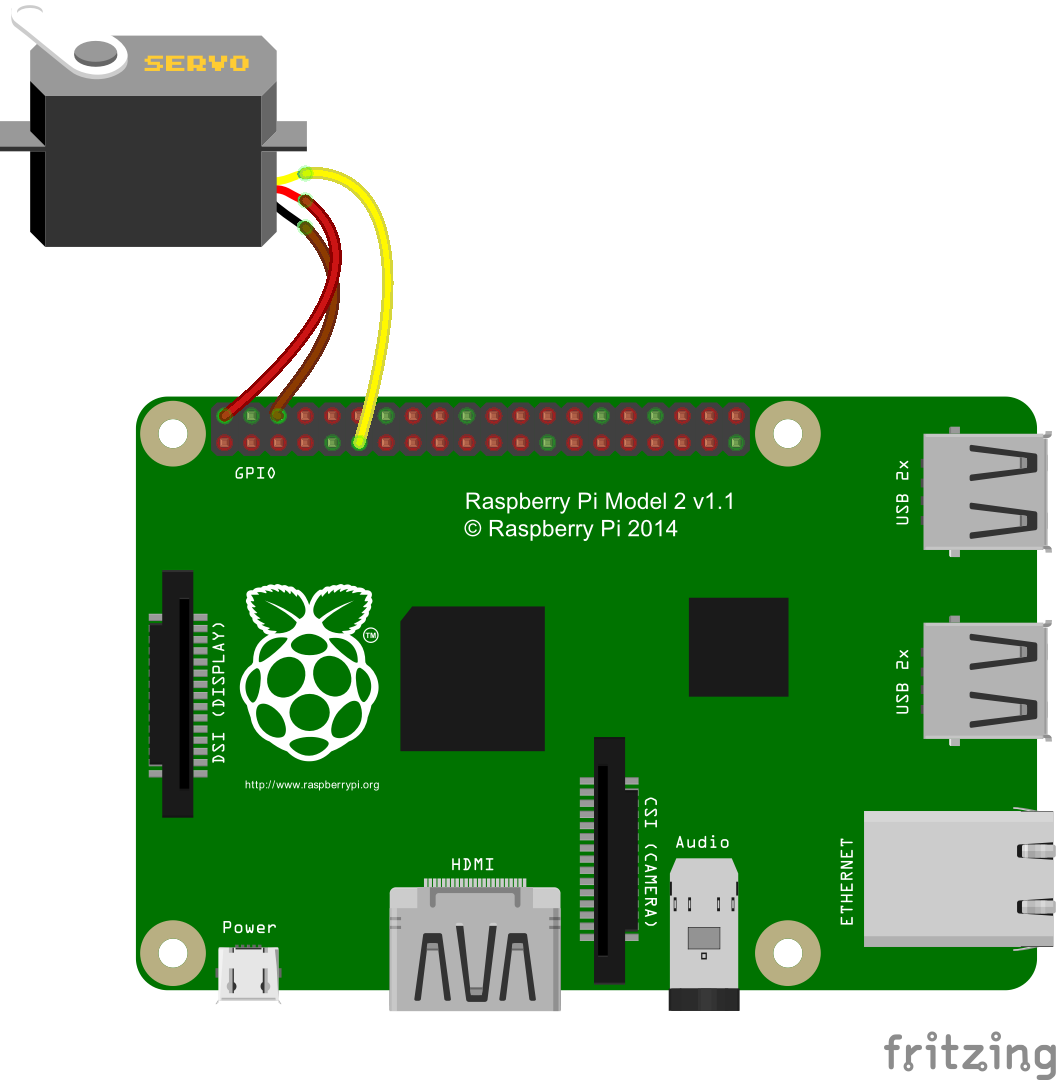 SERVO
GPIO
Raspberry Pi Model 2 v1.1
© Raspberry Pi 2014
USB 2x
DSI (DISPLAY)
TM
USB 2x
http://www.raspberrypi.org
CSI (CAMERA)
Audio
ETHERNET
HDMI
Power
fritzing